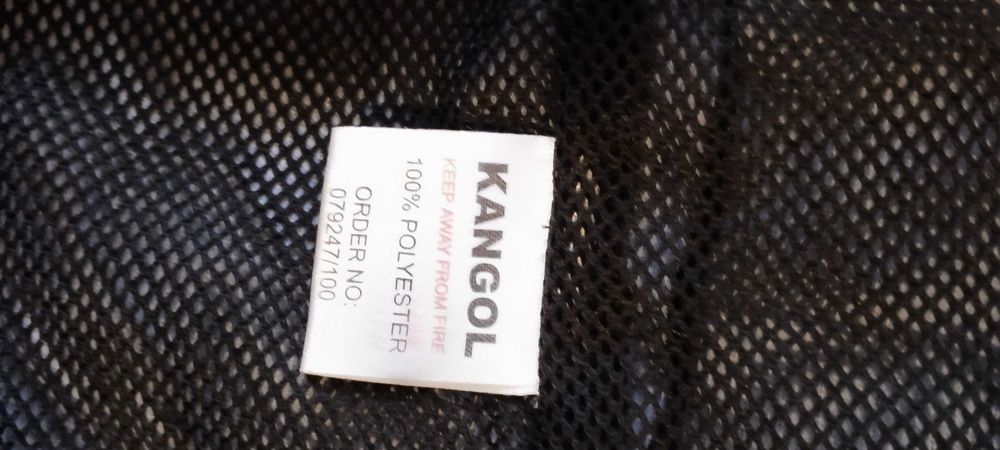 KANGOL
KEEP AWAY FROM FIRE
100% POLYESTER
ORDER NO:
079247/100